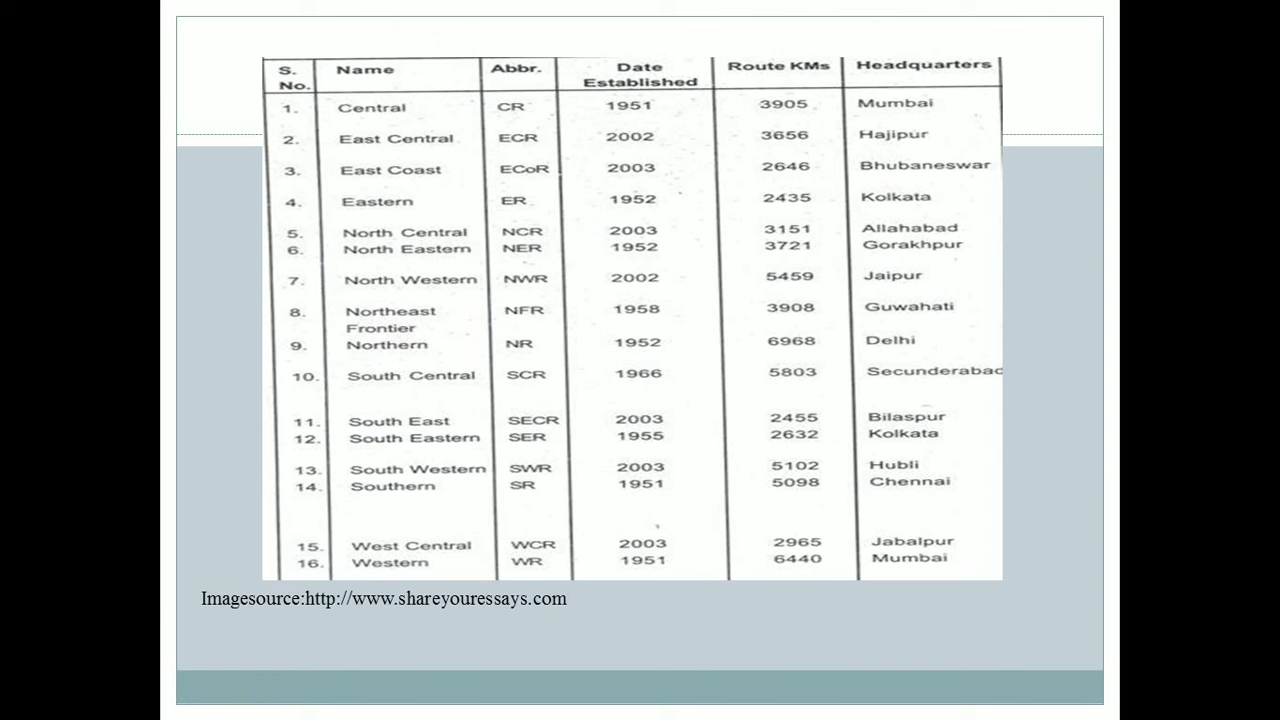 S. No. Name Abbr. Date Established Route KMs Headquarters
1. Central CR 1951 3905 Mumbai
2. East Central ECR 2002 3656 Hajipur
3. East Coast ECoR 2003 2646 Bhubaneswar
4. Eastern ER 1952 2435 Kolkata
5. North Central NCR 2003 3151 Allahabad
6. North Eastern NER 1952 3721 Gorakhpur
7. North Western NWR 2002 5459 Jaipur
8. Northeast NFR 1958 3908 Guwahati
Frontier
9. Northern NR 1952 6968 Delhi
10. South Central SCR 1966 5803 Secunderabad
11. South East SECR 2003 2455 Bilaspur
12. South Eastern SER 1955 2632 Kolkata
13. South Western SWR 2003 5102 Hubli
14. Southern SR 1951 5098 Chennai
15. West Central WCR 2003 2965 Jabalpur
16. Western WR 1951 6440 Mumbai
Imagesource:http://www.shareyouressays.com